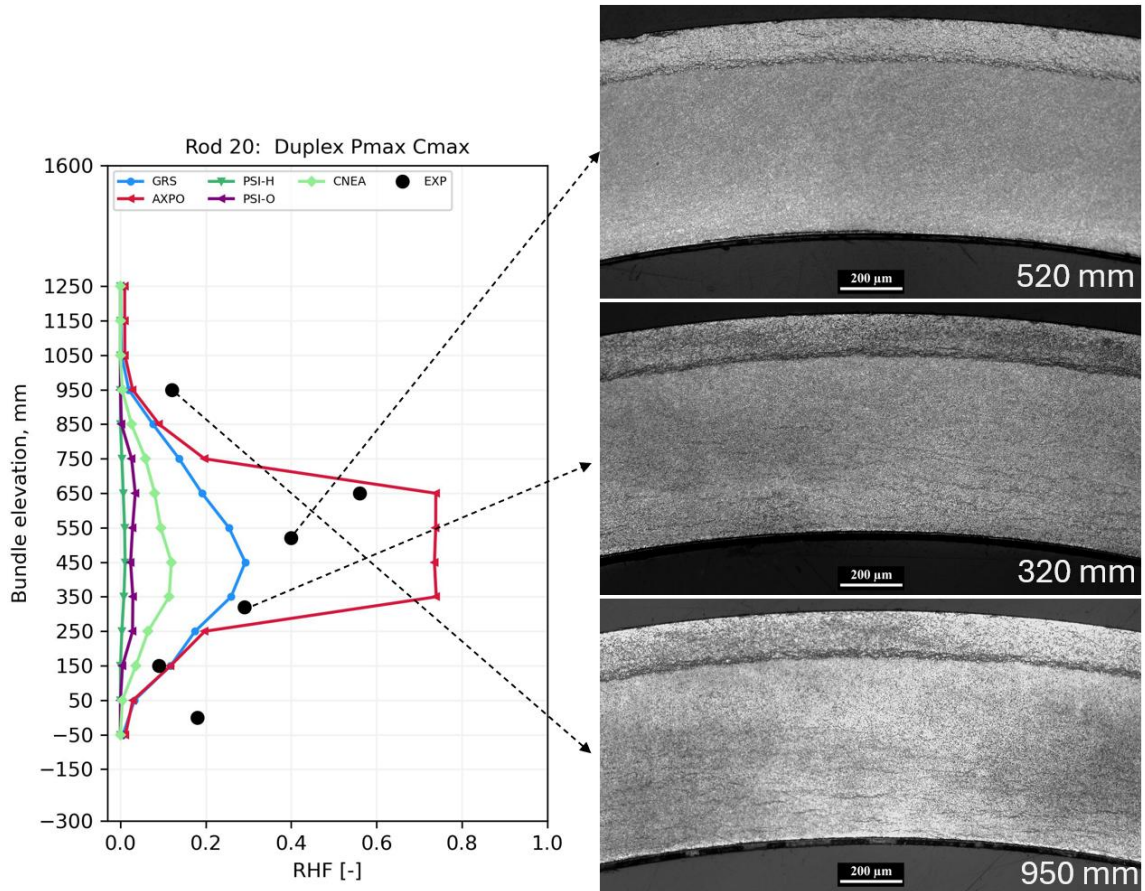 Rod 20: Duplex Pmax Cmax
GRS
AXPO
PSI-H
PSI-O
CNEA
EXP
1600
1250
1150
1050
950
850
750
650
550
450
350
250
150
50
−50
−150
−300
Bundle elevation, mm
0.0 0.2 0.4 0.6 0.8 1.0
RHF [-]
200 µm
520 mm
200 µm
320 mm
200 µm
950 mm